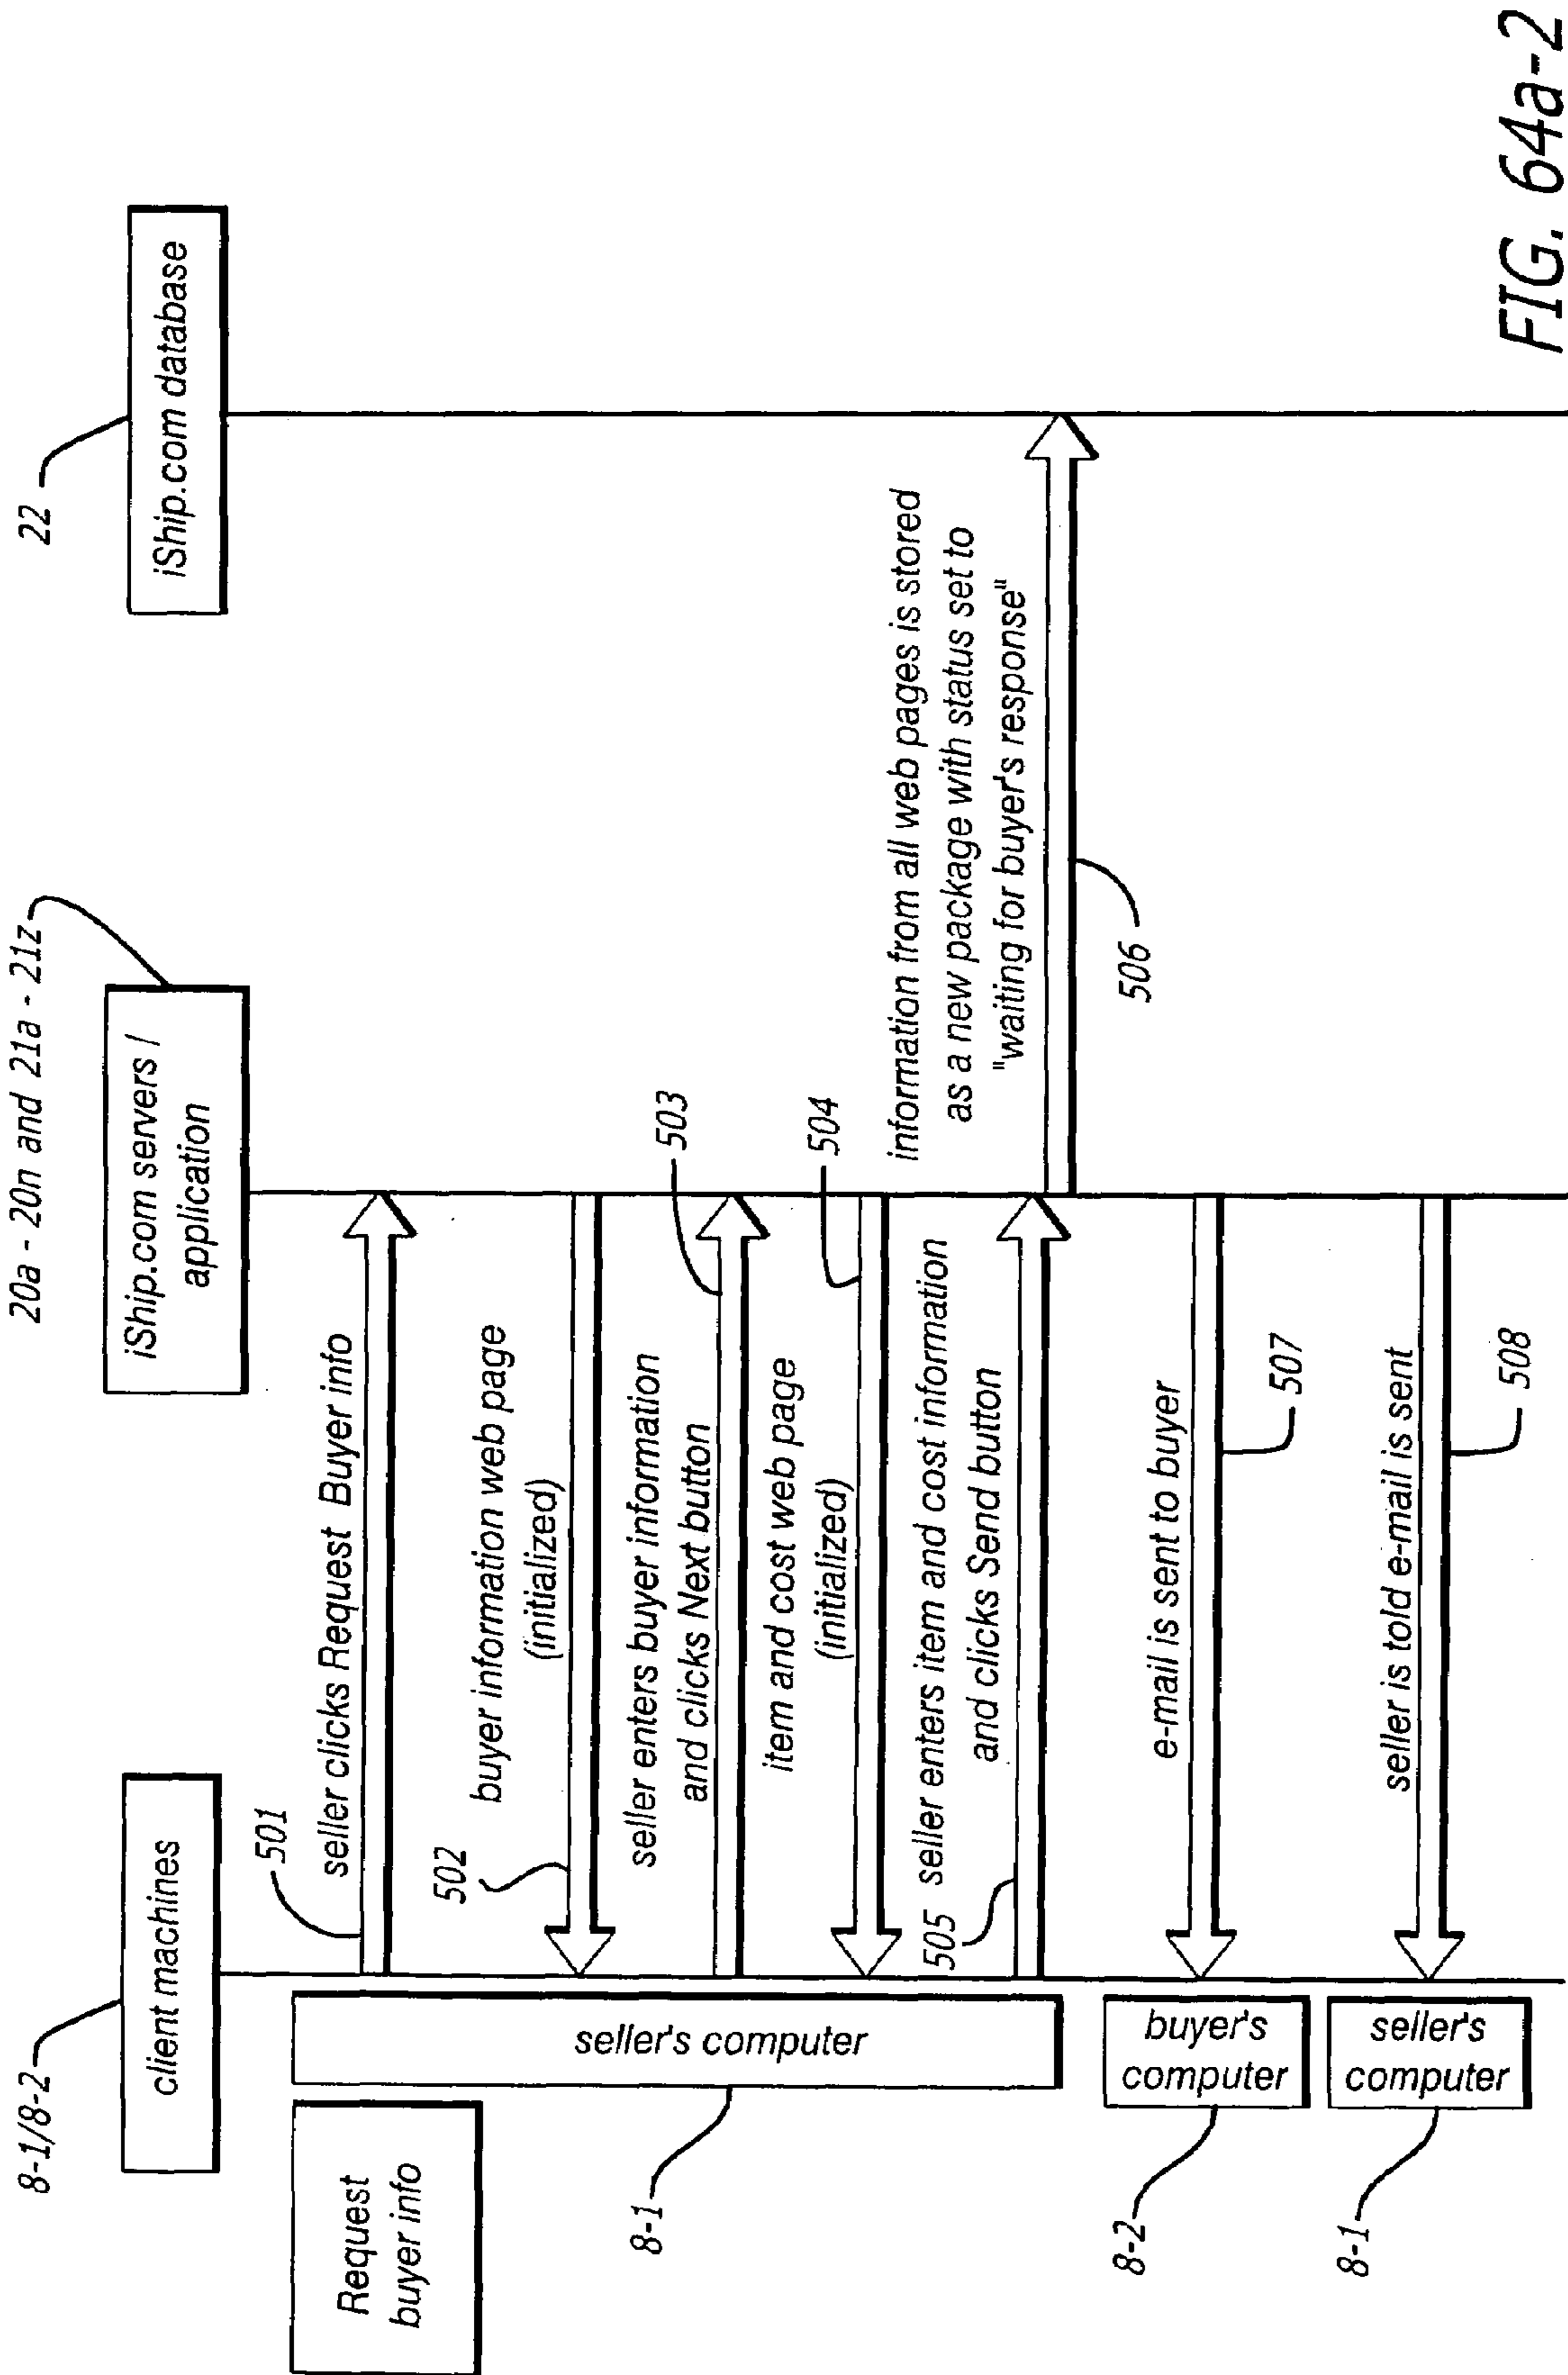 8-1/8-2
client machines
20a - 20n and 21a - 21z
iShip.com servers /
application
22
iShip.com database
Request
buyer info
8-1
seller's computer
501
seller clicks Request Buyer info
502
buyer information web page
(initialized)
seller enters buyer information
and clicks Next button
503
item and cost web page
(initialized)
504
505
seller enters item and cost information
and clicks Send button
information from all web pages is stored
as a new package with status set to
"waiting for buyer's response"
506
8-2
buyer's
computer
e-mail is sent to buyer
507
8-1
seller's
computer
seller is told e-mail is sent
508
FIG. 64a-2